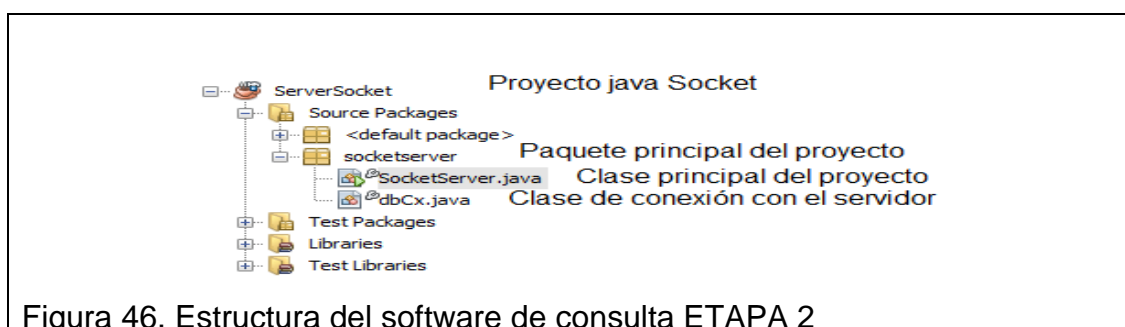 ServerSocket Proyecto java Socket
Source Packages
<default package>
socketserver Paquete principal del proyecto
SocketServer.java Clase principal del proyecto
dbCx.java Clase de conexión con el servidor
Test Packages
Libraries
Test Libraries
Figura 46. Estructura del software de consulta ETAPA 2